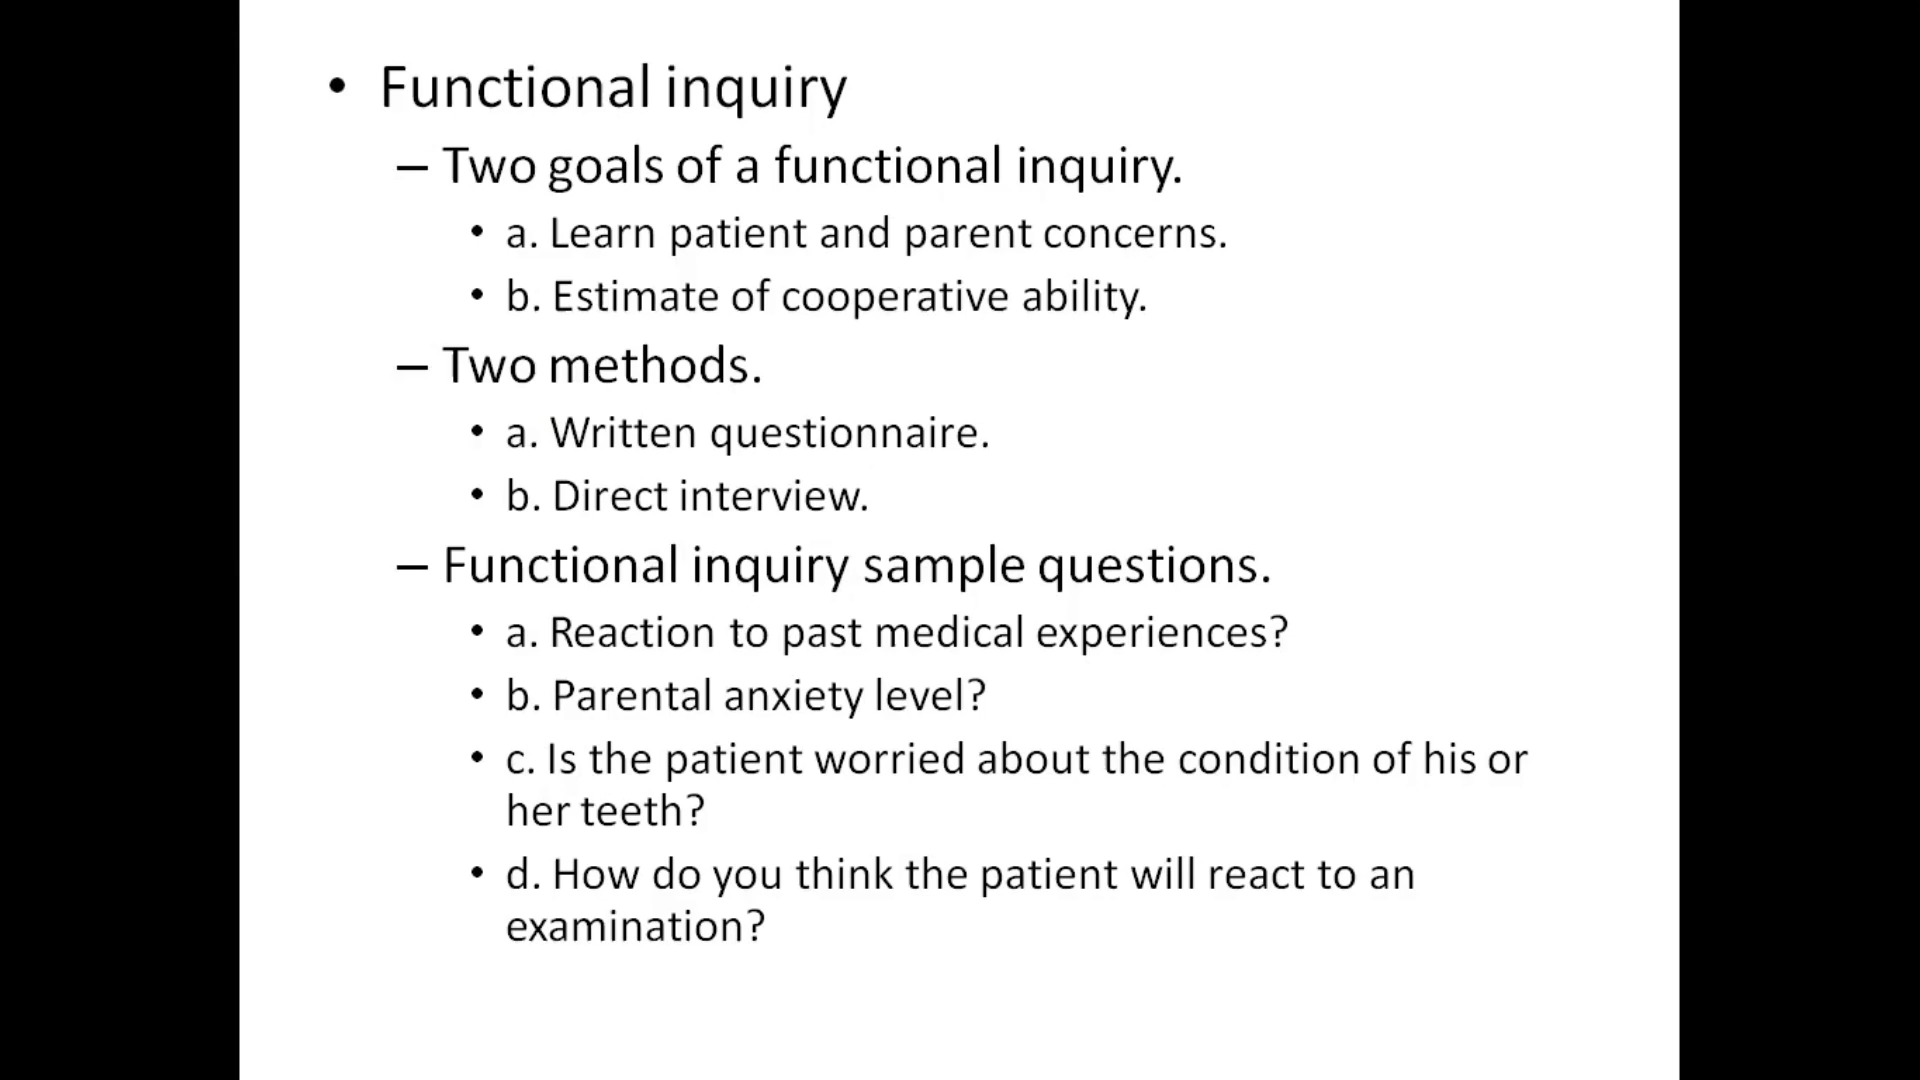 • Functional inquiry
– Two goals of a functional inquiry.
• a. Learn patient and parent concerns.
• b. Estimate of cooperative ability.
– Two methods.
• a. Written questionnaire.
• b. Direct interview.
– Functional inquiry sample questions.
• a. Reaction to past medical experiences?
• b. Parental anxiety level?
• c. Is the patient worried about the condition of his or
her teeth?
• d. How do you think the patient will react to an
examination?